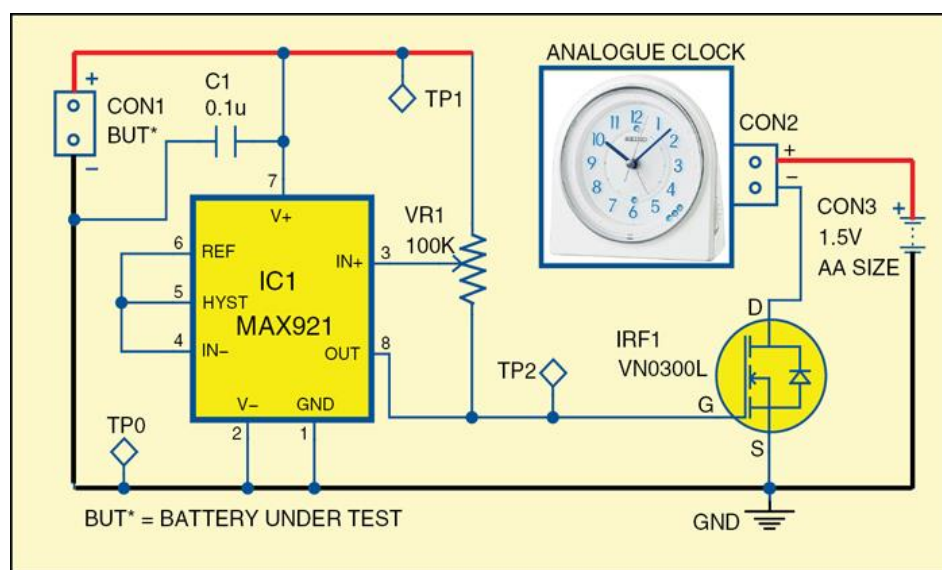 ANALOGUE CLOCK
+
CON1
BUT*
−
C1
0.1u
TP1
SEIKO
12
1
2
3
4
5
6
7
8
9
10
11
CON2
+
−
CON3
+
1.5V
AA SIZE
7
V+
6
REF
5
HYST
4
IN−
IC1
MAX921
IN+
3
OUT
8
V−
GND
2
1
VR1
100K
TP2
IRF1
VN0300L
D
G
S
TP0
GND
BUT* = BATTERY UNDER TEST